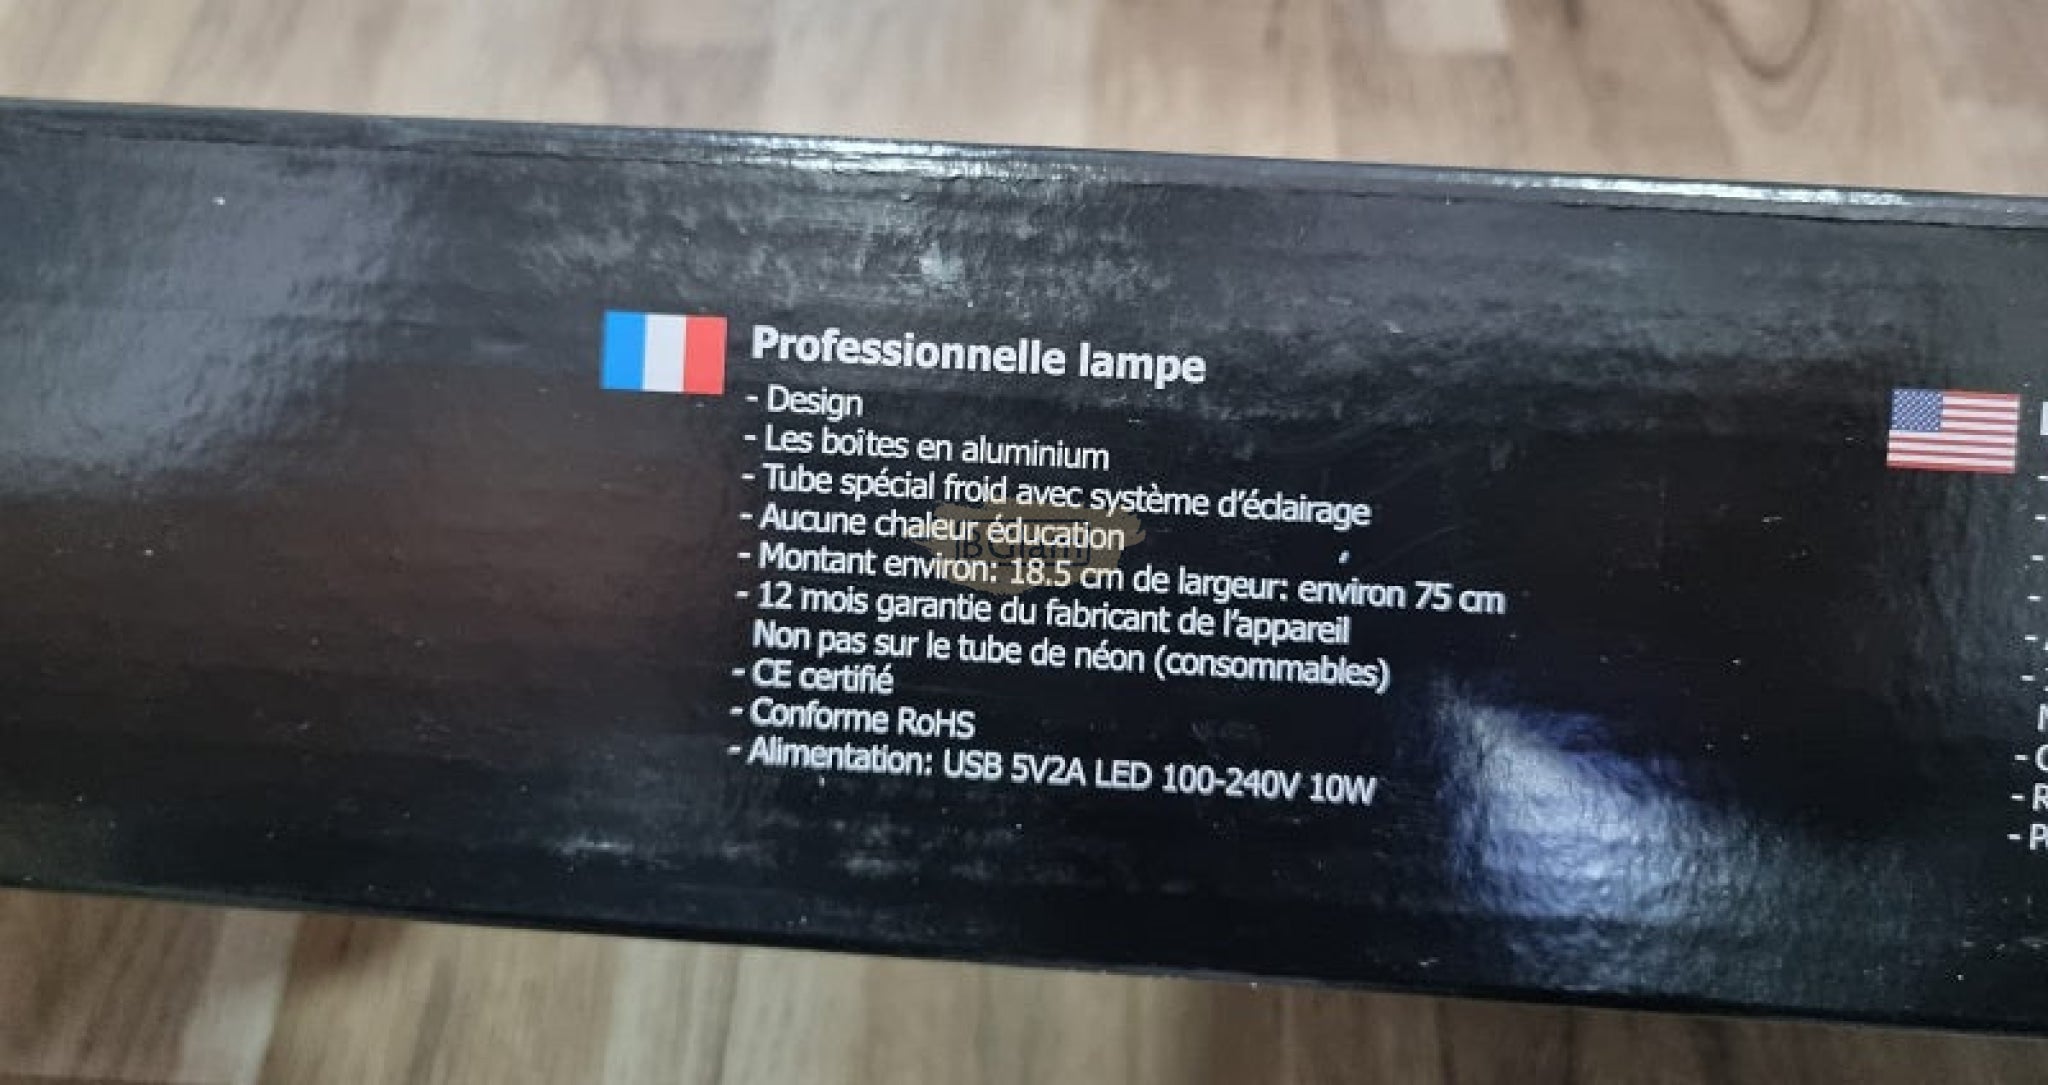 Professionnelle lampe
- Design
- Les boîtes en aluminium
- Tube spécial froid avec système d'éclairage
- Aucune chaleur éducation
- Montant environ: 18.5 cm de largeur: environ 75 cm
- 12 mois garantie du fabricant de l'appareil
Non pas sur le tube de néon (consommables)
- CE certifié
- Conforme RoHS
- Alimentation: USB 5V2A LED 100-240V 10W
JB Glam